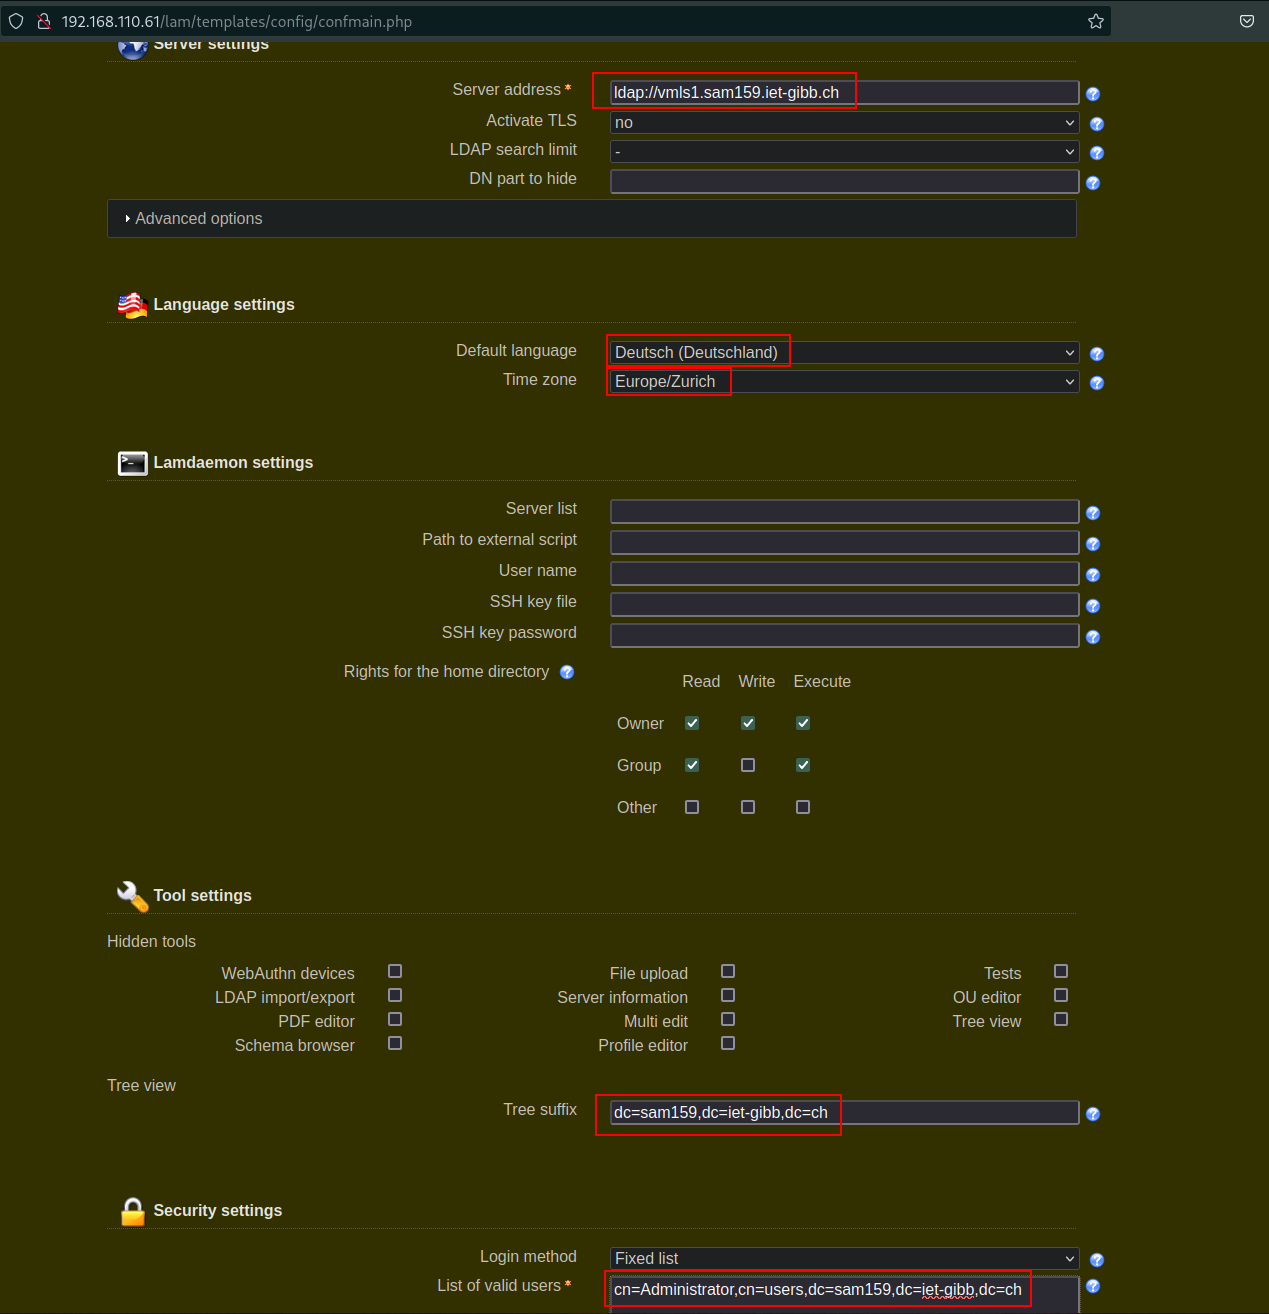 192.168.110.61/lam/templates/config/confmain.php
Server settings
Server address *
ldap://vmls1.sam159.iet-gibb.ch
Activate TLS
no
LDAP search limit
-
DN part to hide
Advanced options
Language settings
Default language
Deutsch (Deutschland)
Time zone
Europe/Zurich
Lamdaemon settings
Server list
Path to external script
User name
SSH key file
SSH key password
Rights for the home directory
Read Write Execute
Owner
Group
Other
Tool settings
Hidden tools
WebAuthn devices File upload Tests
LDAP import/export Server information OU editor
PDF editor Multi edit Tree view
Schema browser Profile editor
Tree view
Tree suffix
dc=sam159,dc=iet-gibb,dc=ch
Security settings
Login method
Fixed list
List of valid users *
cn=Administrator,cn=users,dc=sam159,dc=iet-gibb,dc=ch